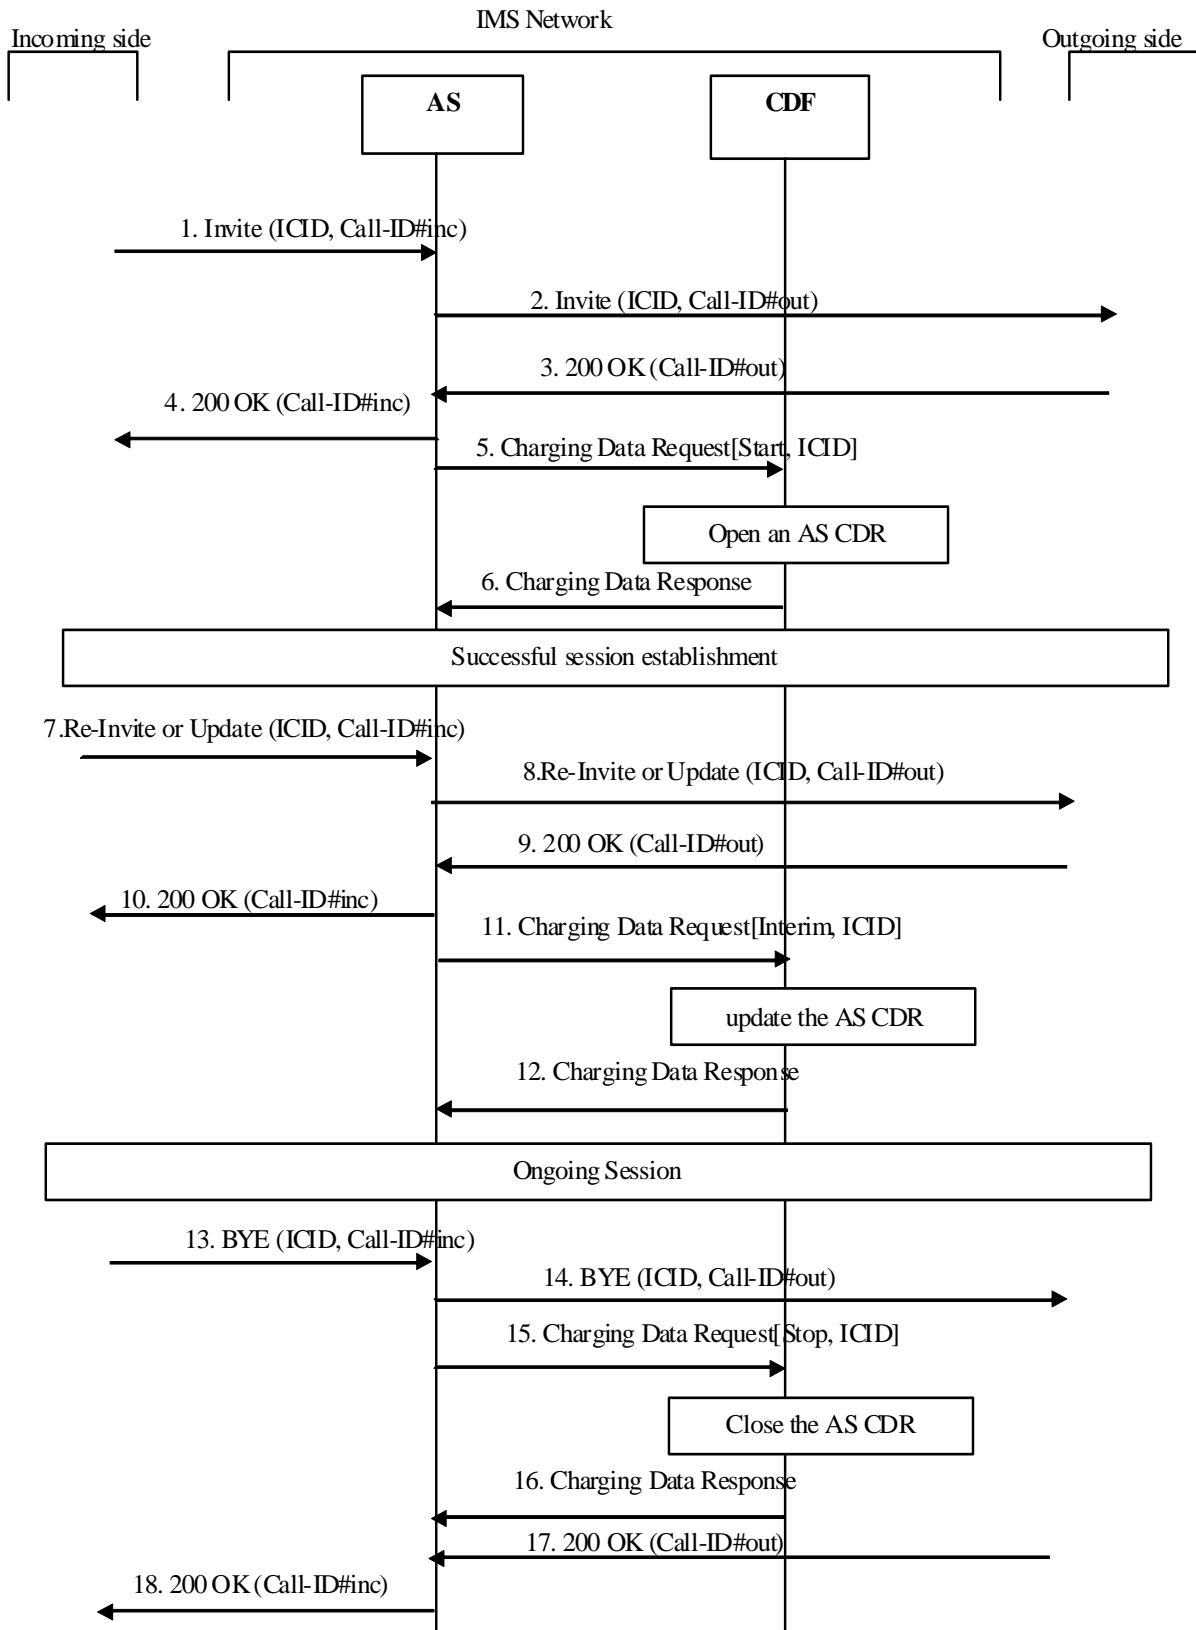 IMS Network
Incoming side
Outgoing side
AS
CDF
1. Invite (ICID, Call-ID#inc)
2. Invite (ICID, Call-ID#out)
3. 200 OK (Call-ID#out)
4. 200 OK (Call-ID#inc)
5. Charging Data Request[Start, ICID]
Open an AS CDR
6. Charging Data Response
Successful session establishment
7.Re-Invite or Update (ICID, Call-ID#inc)
8.Re-Invite or Update (ICID, Call-ID#out)
9. 200 OK (Call-ID#out)
10. 200 OK (Call-ID#inc)
11. Charging Data Request[Interim, ICID]
update the AS CDR
12. Charging Data Response
Ongoing Session
13. BYE (ICID, Call-ID#inc)
14. BYE (ICID, Call-ID#out)
15. Charging Data Request[Stop, ICID]
Close the AS CDR
16. Charging Data Response
17. 200 OK (Call-ID#out)
18. 200 OK (Call-ID#inc)